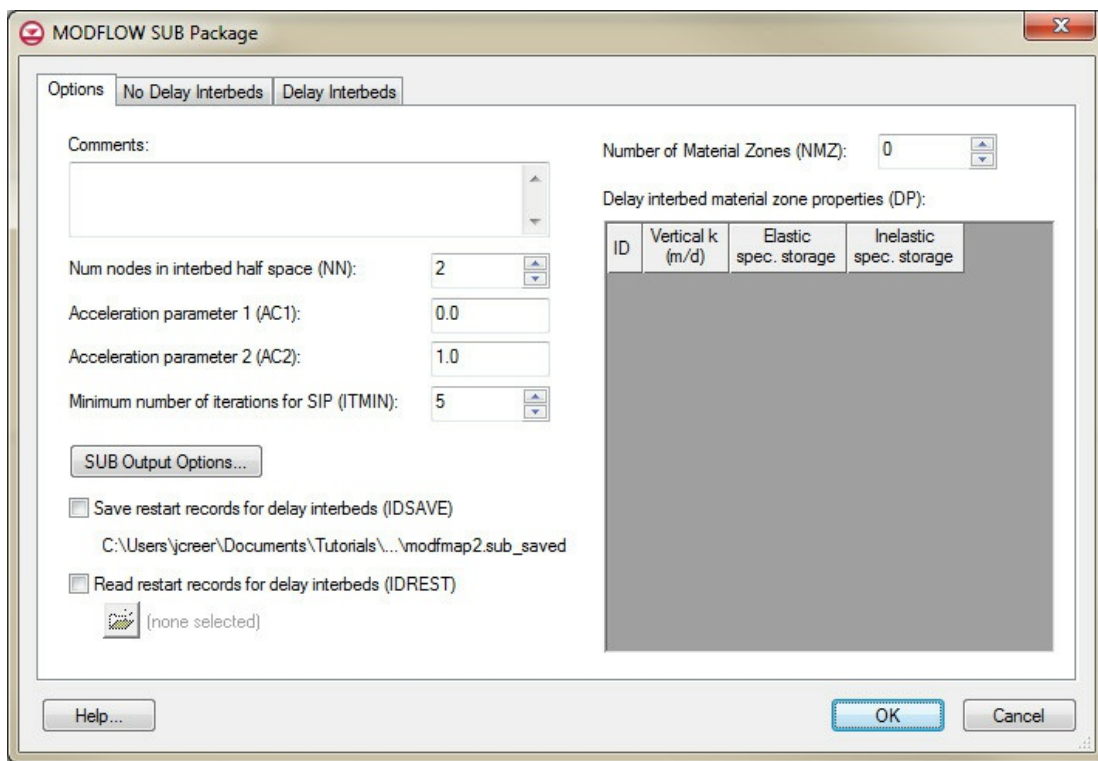 MODFLOW SUB Package
Options
No Delay Interbeds
Delay Interbeds
Comments:
Num nodes in interbed half space (NN):
2
Acceleration parameter 1 (AC1):
0.0
Acceleration parameter 2 (AC2):
1.0
Minimum number of iterations for SIP (ITMIN):
5
SUB Output Options...
Save restart records for delay interbeds (IDSAVE)
C:\Users\jcreer\Documents\Tutorials\...\modfmap2.sub_saved
Read restart records for delay interbeds (IDREST)
(none selected)
Number of Material Zones (NMZ):
0
Delay interbed material zone properties (DP):
ID
Vertical k
(m/d)
Elastic
spec. storage
Inelastic
spec. storage
Help...
OK
Cancel